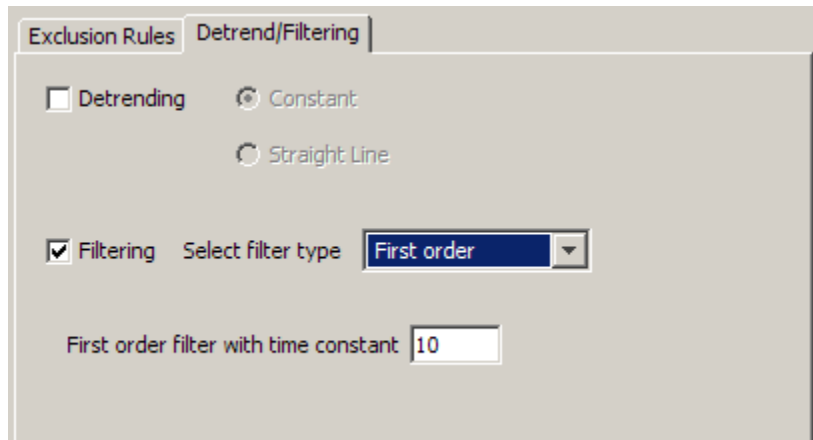 Exclusion Rules Detrend/Filtering
Detrending Constant
Straight Line
Filtering Select filter type First order
First order filter with time constant 10